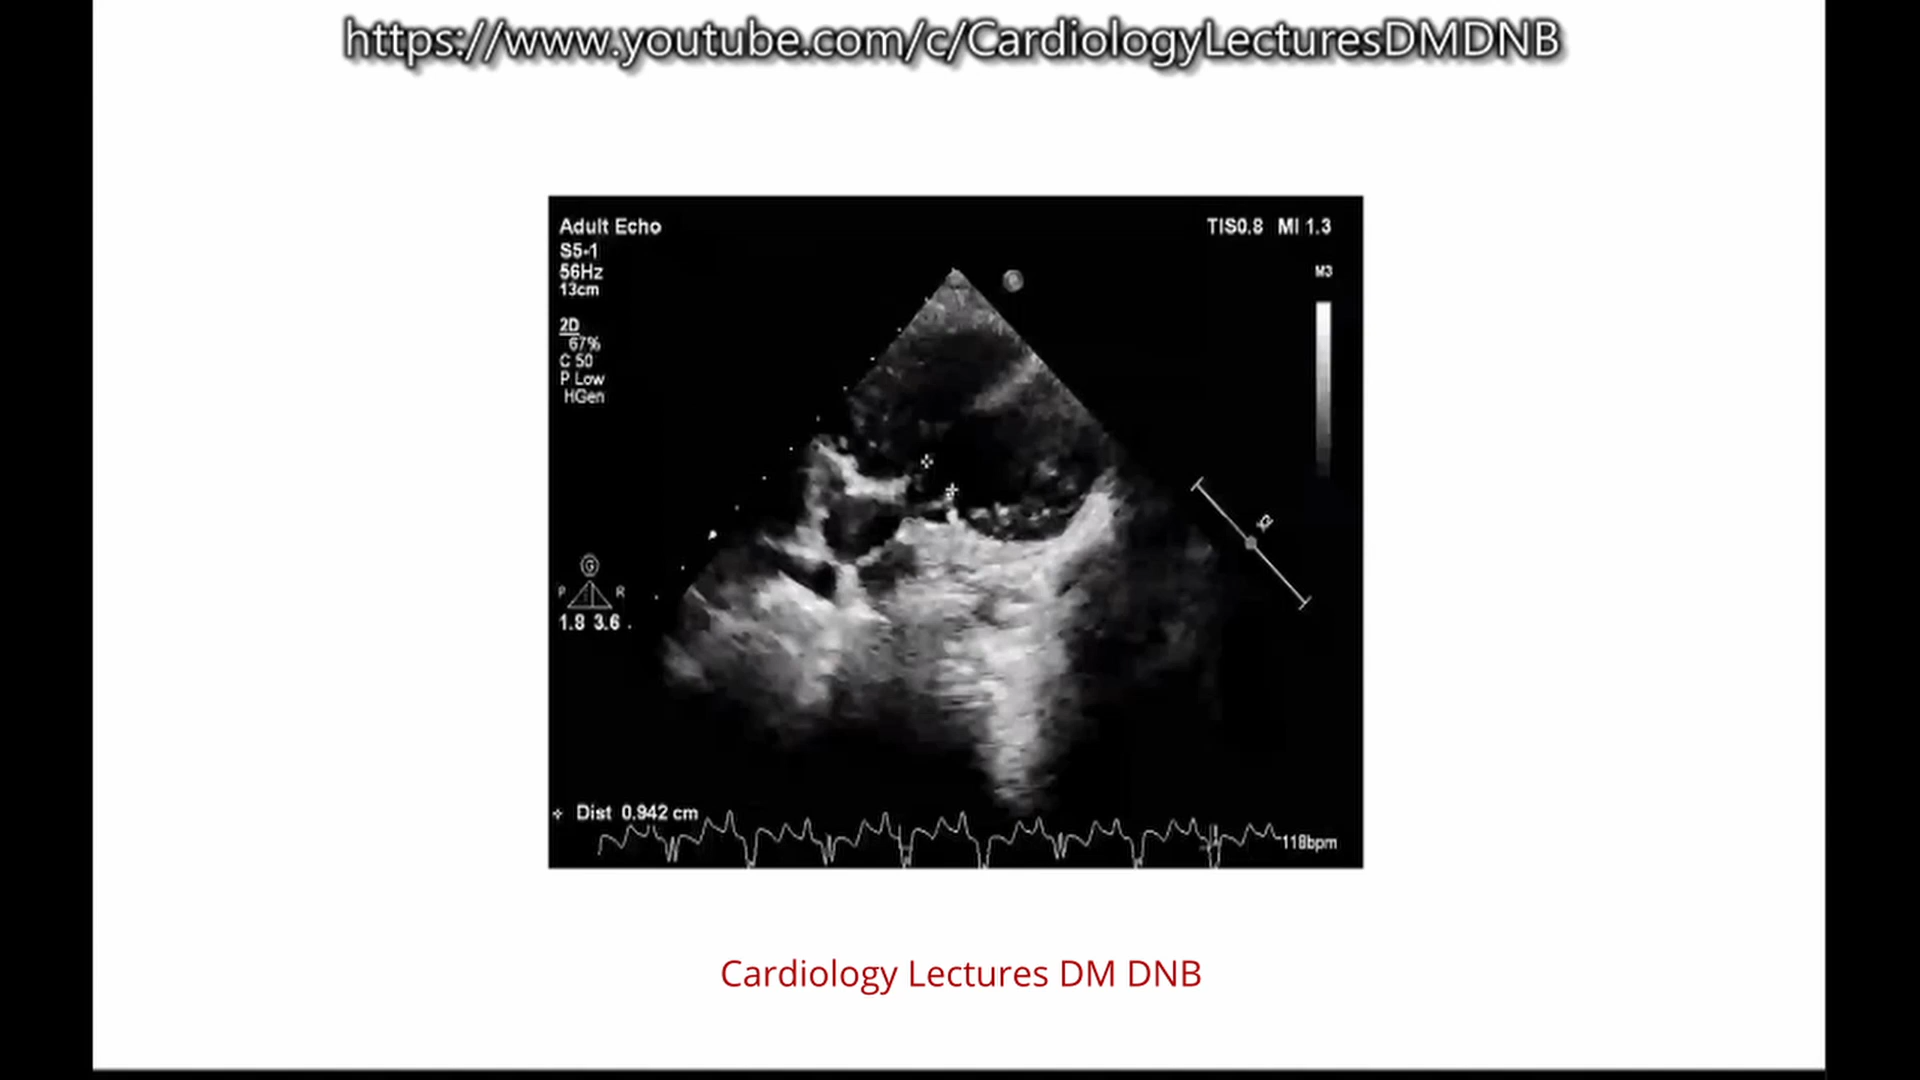 https://www.youtube.com/c/CardiologyLecturesDMDNB
Adult Echo
TIS0.8 MI 1.3
S5-1
56Hz
13cm
M3
2D
67%
C 50
P Low
HGen
G
P R
1.8 3.6
Dist 0.942 cm
118bpm
Cardiology Lectures DM DNB